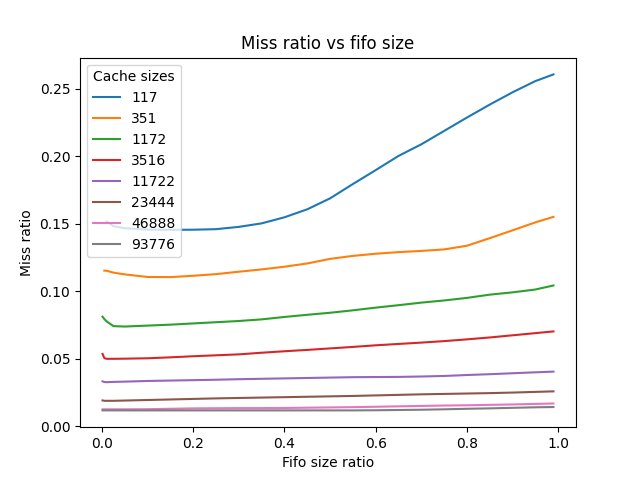 Miss ratio vs fifo size
Cache sizes
117
351
1172
3516
11722
23444
46888
93776
Miss ratio
0.25
0.20
0.15
0.10
0.05
0.00
0.0 0.2 0.4 0.6 0.8 1.0
Fifo size ratio